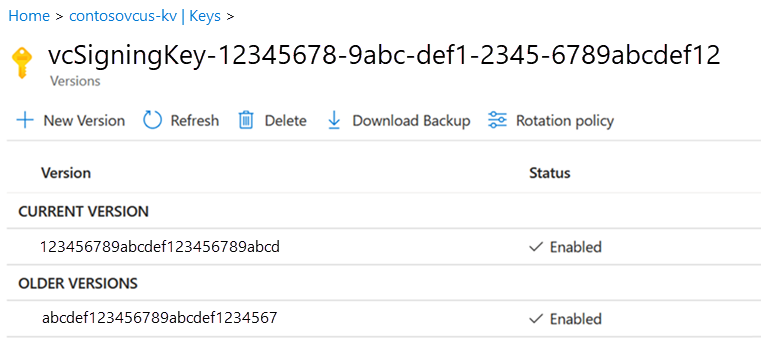 Home > contosovcus-kv | Keys >
vcSigningKey-12345678-9abc-def1-2345-6789abcdef12
Versions
New Version Refresh Delete Download Backup Rotation policy
Version Status
CURRENT VERSION
123456789abcdef123456789abcd Enabled
OLDER VERSIONS
abcdef123456789abcdef1234567 Enabled